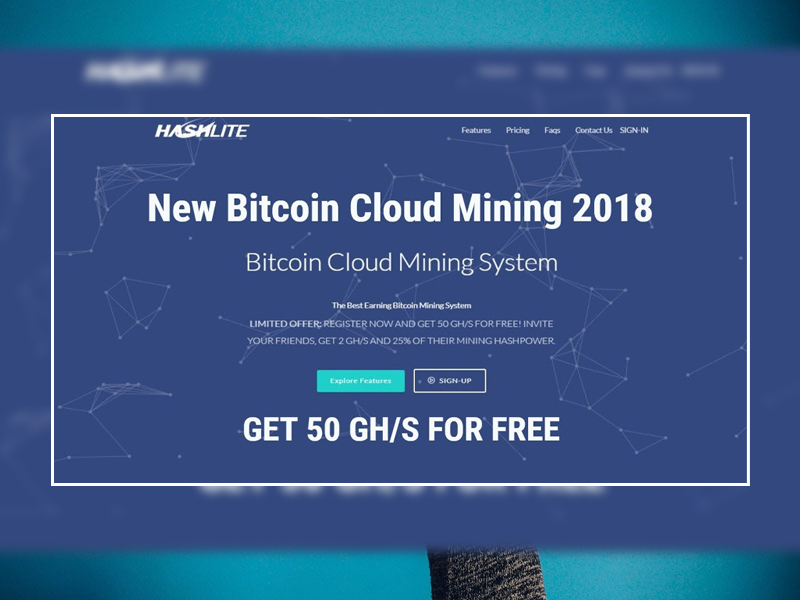 HASHLITE
Features Pricing Faqs Contact Us SIGN-IN
New Bitcoin Cloud Mining 2018
Bitcoin Cloud Mining System
The Best Earning Bitcoin Mining System
LIMITED OFFER: REGISTER NOW AND GET 50 GH/S FOR FREE! INVITE
YOUR FRIENDS, GET 2 GH/S AND 25% OF THEIR MINING HASHPOWER.
Explore Features SIGN-UP
GET 50 GH/S FOR FREE